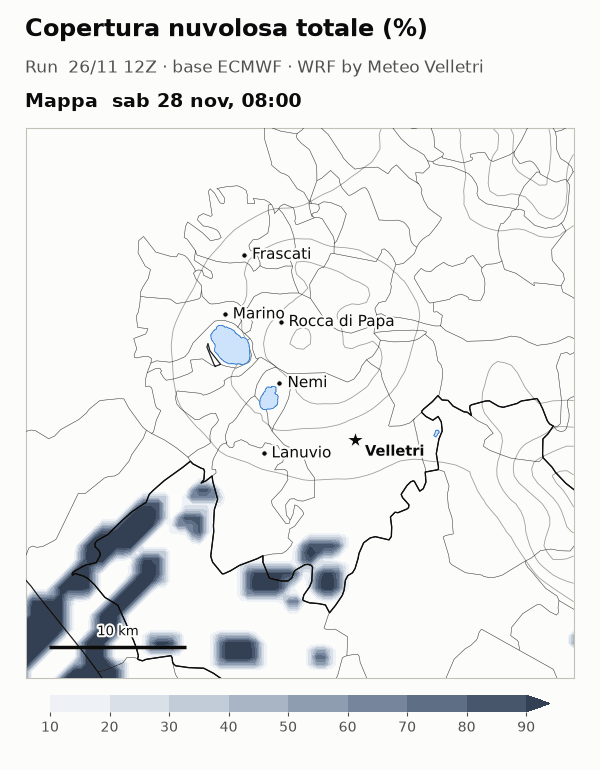 Copertura nuvolosa totale (%)
Run  26/11 12Z · base ECMWF · WRF by Meteo Velletri
Mappa  sab 28 nov, 08:00
Frascati
Marino
Rocca di Papa
Nemi
Velletri
Lanuvio
10 km
10 20 30 40 50 60 70 80 90